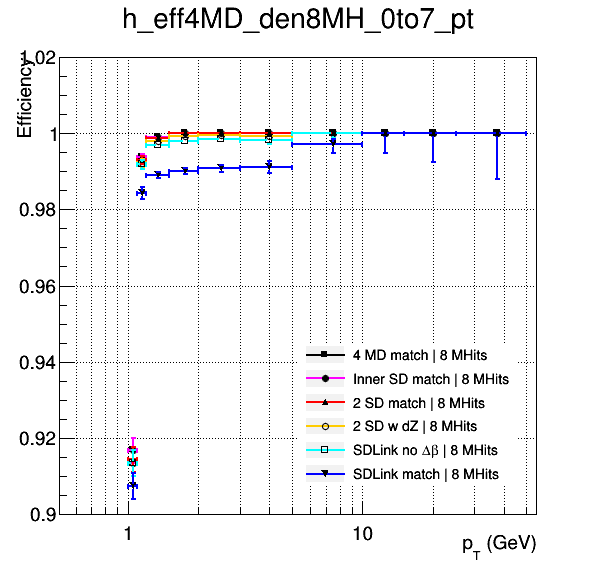 h_eff4MD_den8MH_0to7_pt
Efficiency
1.02
1
0.98
0.96
0.94
0.92
0.9
4 MD match | 8 MHits
Inner SD match | 8 MHits
2 SD match | 8 MHits
2 SD w dZ | 8 MHits
SDLink no Δβ | 8 MHits
SDLink match | 8 MHits
1
10
p_T (GeV)